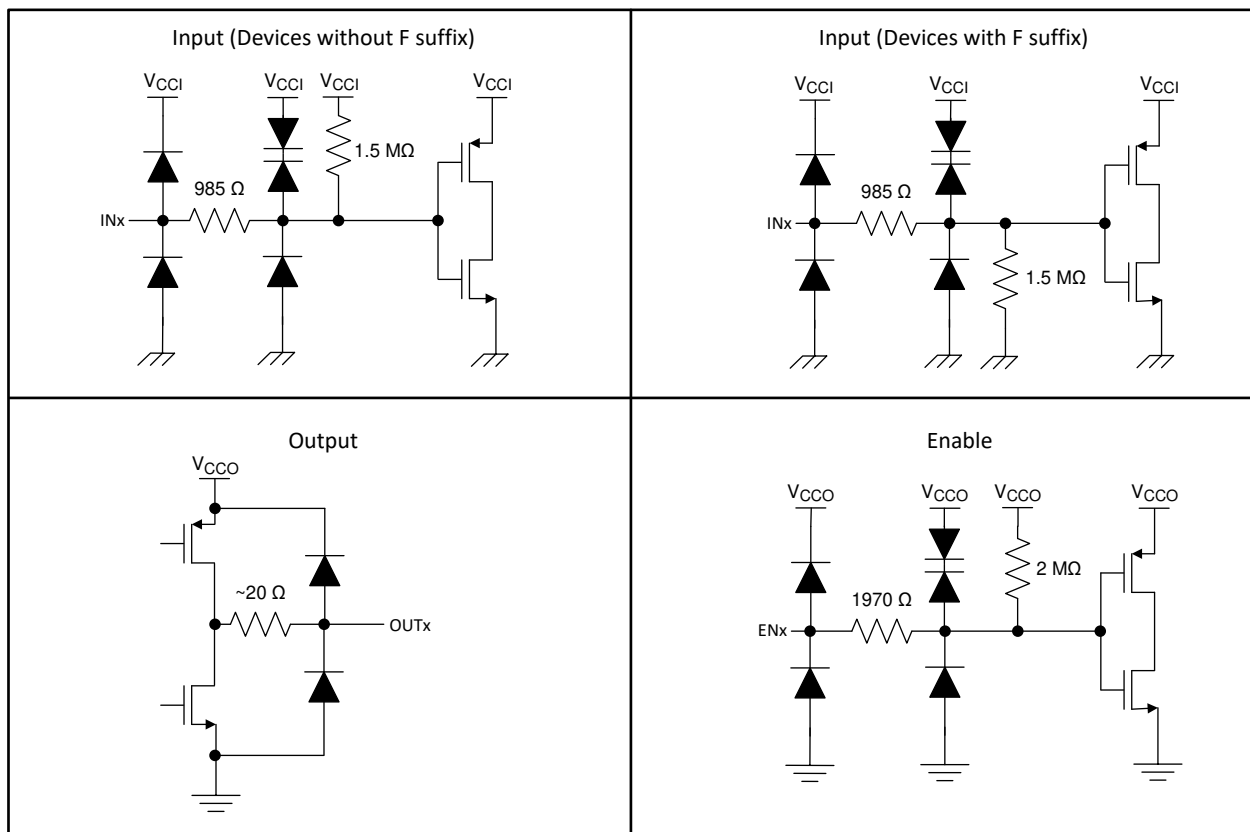 Input (Devices without F suffix)
VCCI
VCCI
VCCI
VCCI
1.5 MΩ
985 Ω
INx
Input (Devices with F suffix)
VCCI
VCCI
VCCI
985 Ω
INx
1.5 MΩ
Output
VCCO
~20 Ω
OUTx
Enable
VCCO
VCCO
VCCO
VCCO
2 MΩ
1970 Ω
ENx